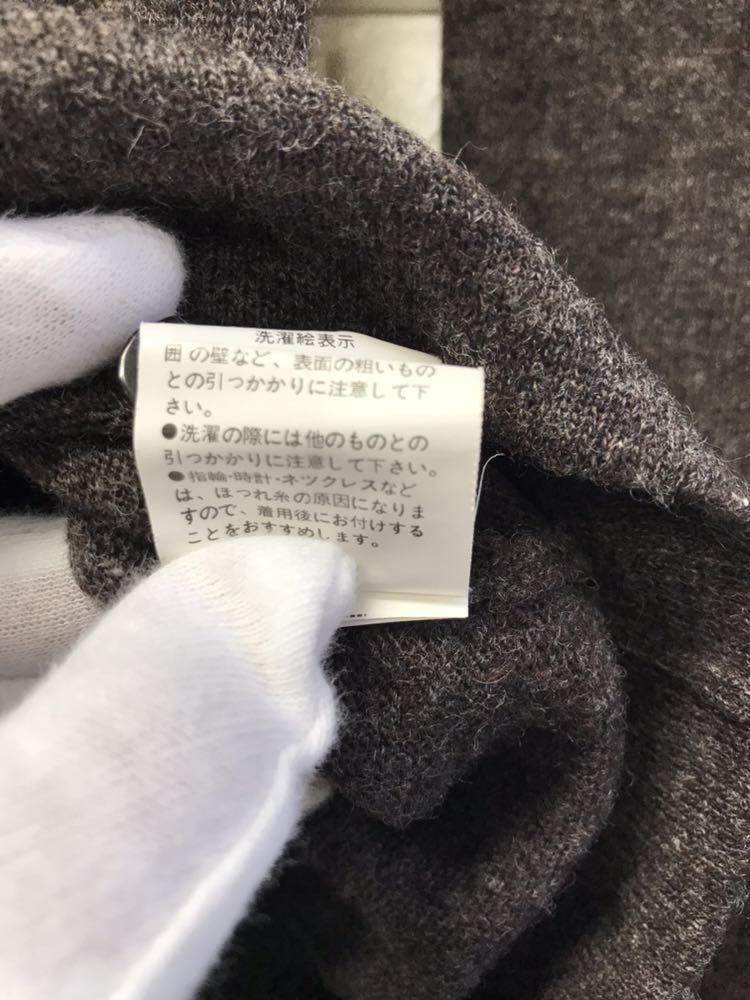 洗濯絵表示
囲の壁など、表面の粗いもの
との引っかかりに注意して下
さい。
●洗濯の際には他のものとの
引っかかりに注意して下さい。
●指輪・時計・ネックレスなど
は、ほつれ糸の原因になりま
すので、着用後にお付けする
ことをおすすめします。